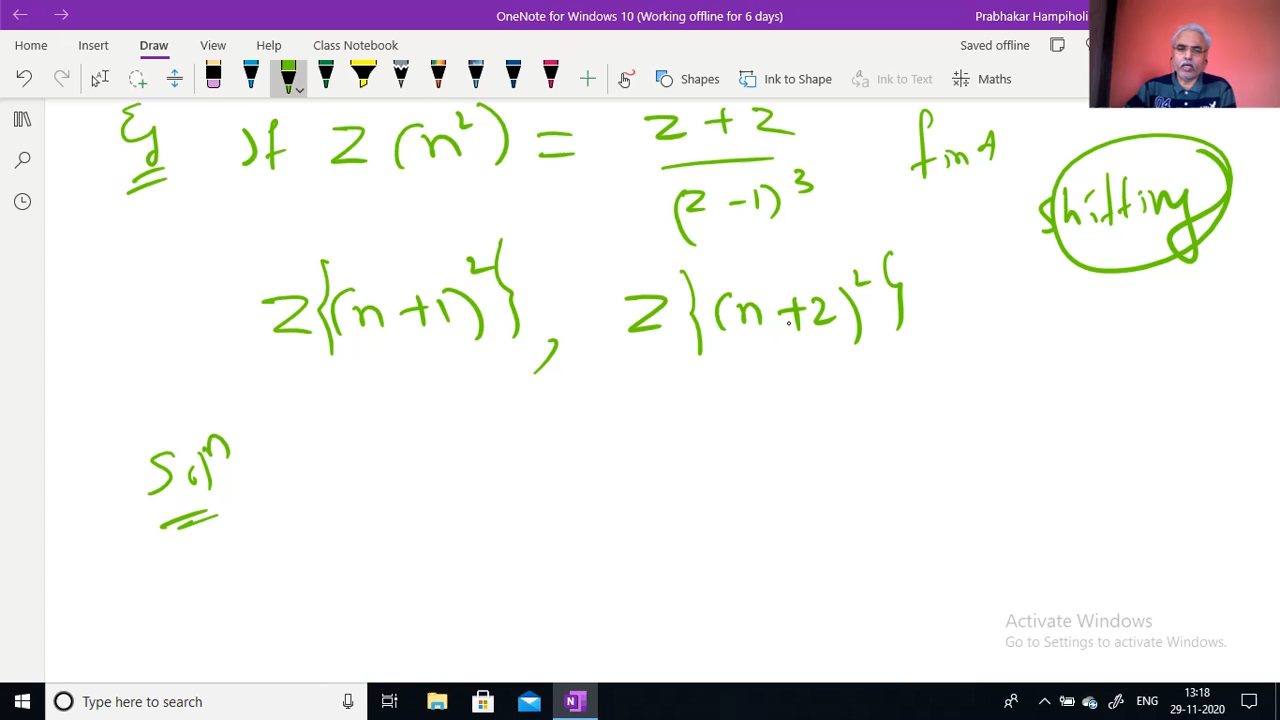 OneNote for Windows 10 (Working offline for 6 days)
Prabhakar Hampiholi
Home Insert Draw View Help Class Notebook Saved offline
Shapes Ink to Shape Ink to Text Maths
Eg If Z(n²) = z + z / (z - 1)³ find
shifting
Z{(n+1)²}, Z{(n+2)²}
Solⁿ
Activate Windows
Go to Settings to activate Windows.
Type here to search
ENG
13:18
29-11-2020